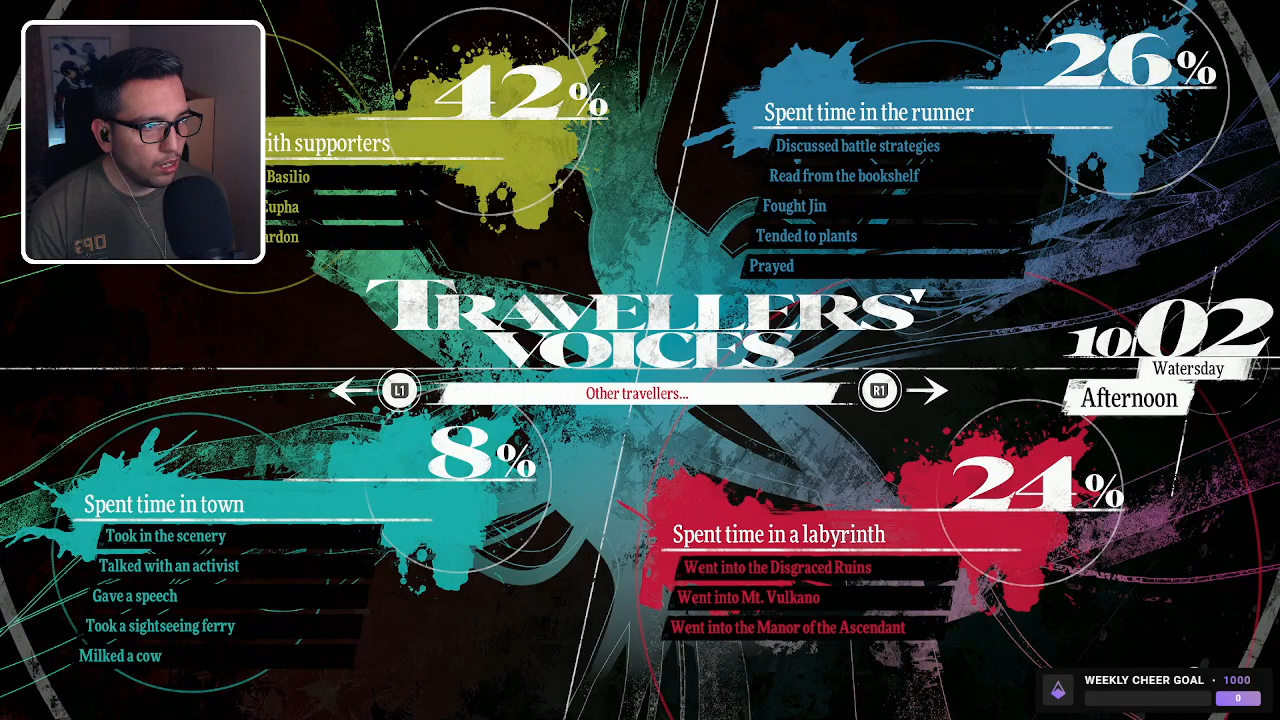 42%
with supporters
Basilio
Eupha
26%
Spent time in the runner
Discussed battle strategies
Read from the bookshelf
Fought Jin
Tended to plants
Prayed
TRAVELLERS'
VOICES
L1
Other travellers...
R1
10 02
Watersday
Afternoon
8%
Spent time in town
Took in the scenery
Talked with an activist
Gave a speech
Took a sightseeing ferry
Milked a cow
24%
Spent time in a labyrinth
Went into the Disgraced Ruins
Went into Mt. Vulkano
Went into the Manor of the Ascendant
WEEKLY CHEER GOAL · 1000
0